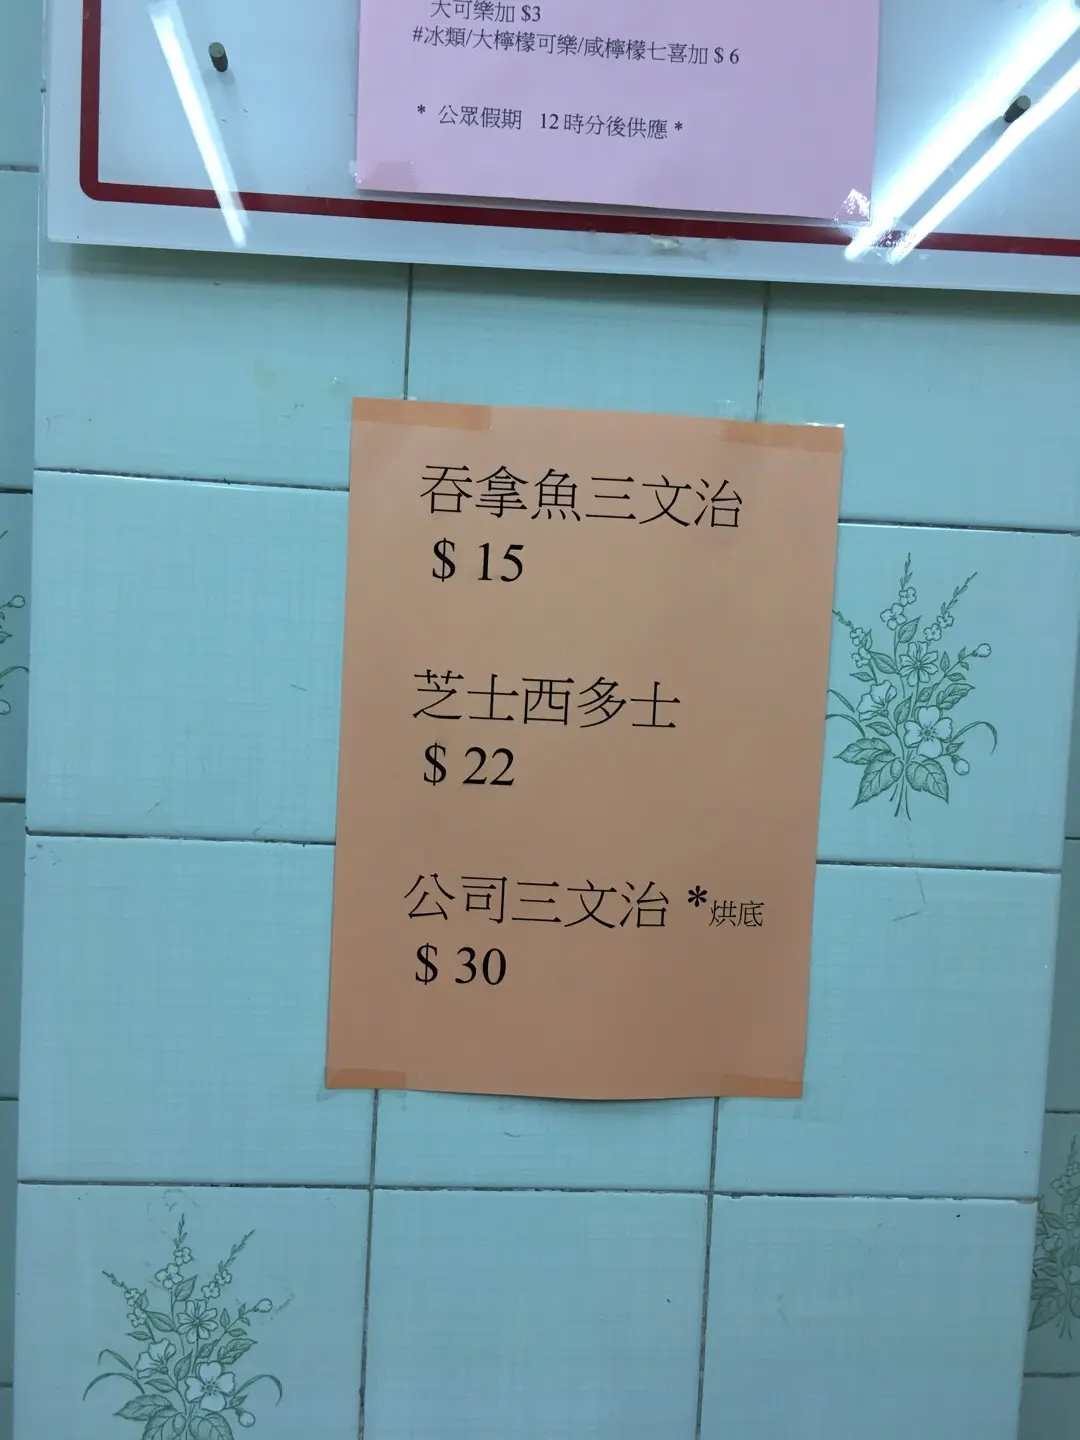 大可樂加 $3
#冰類/大檸檬可樂/咸檸檬七喜加 $ 6
* 公眾假期 12時分後供應 *
吞拿魚三文治
$ 15
芝士西多士
$ 22
公司三文治 *烘底
$ 30